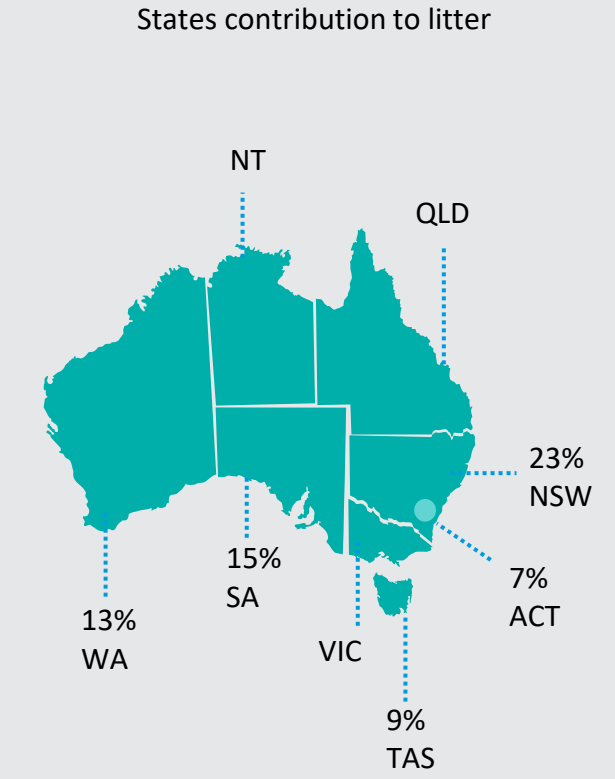 States contribution to litter
NT
QLD
23%
NSW
15%
SA
7%
ACT
13%
WA
VIC
9%
TAS